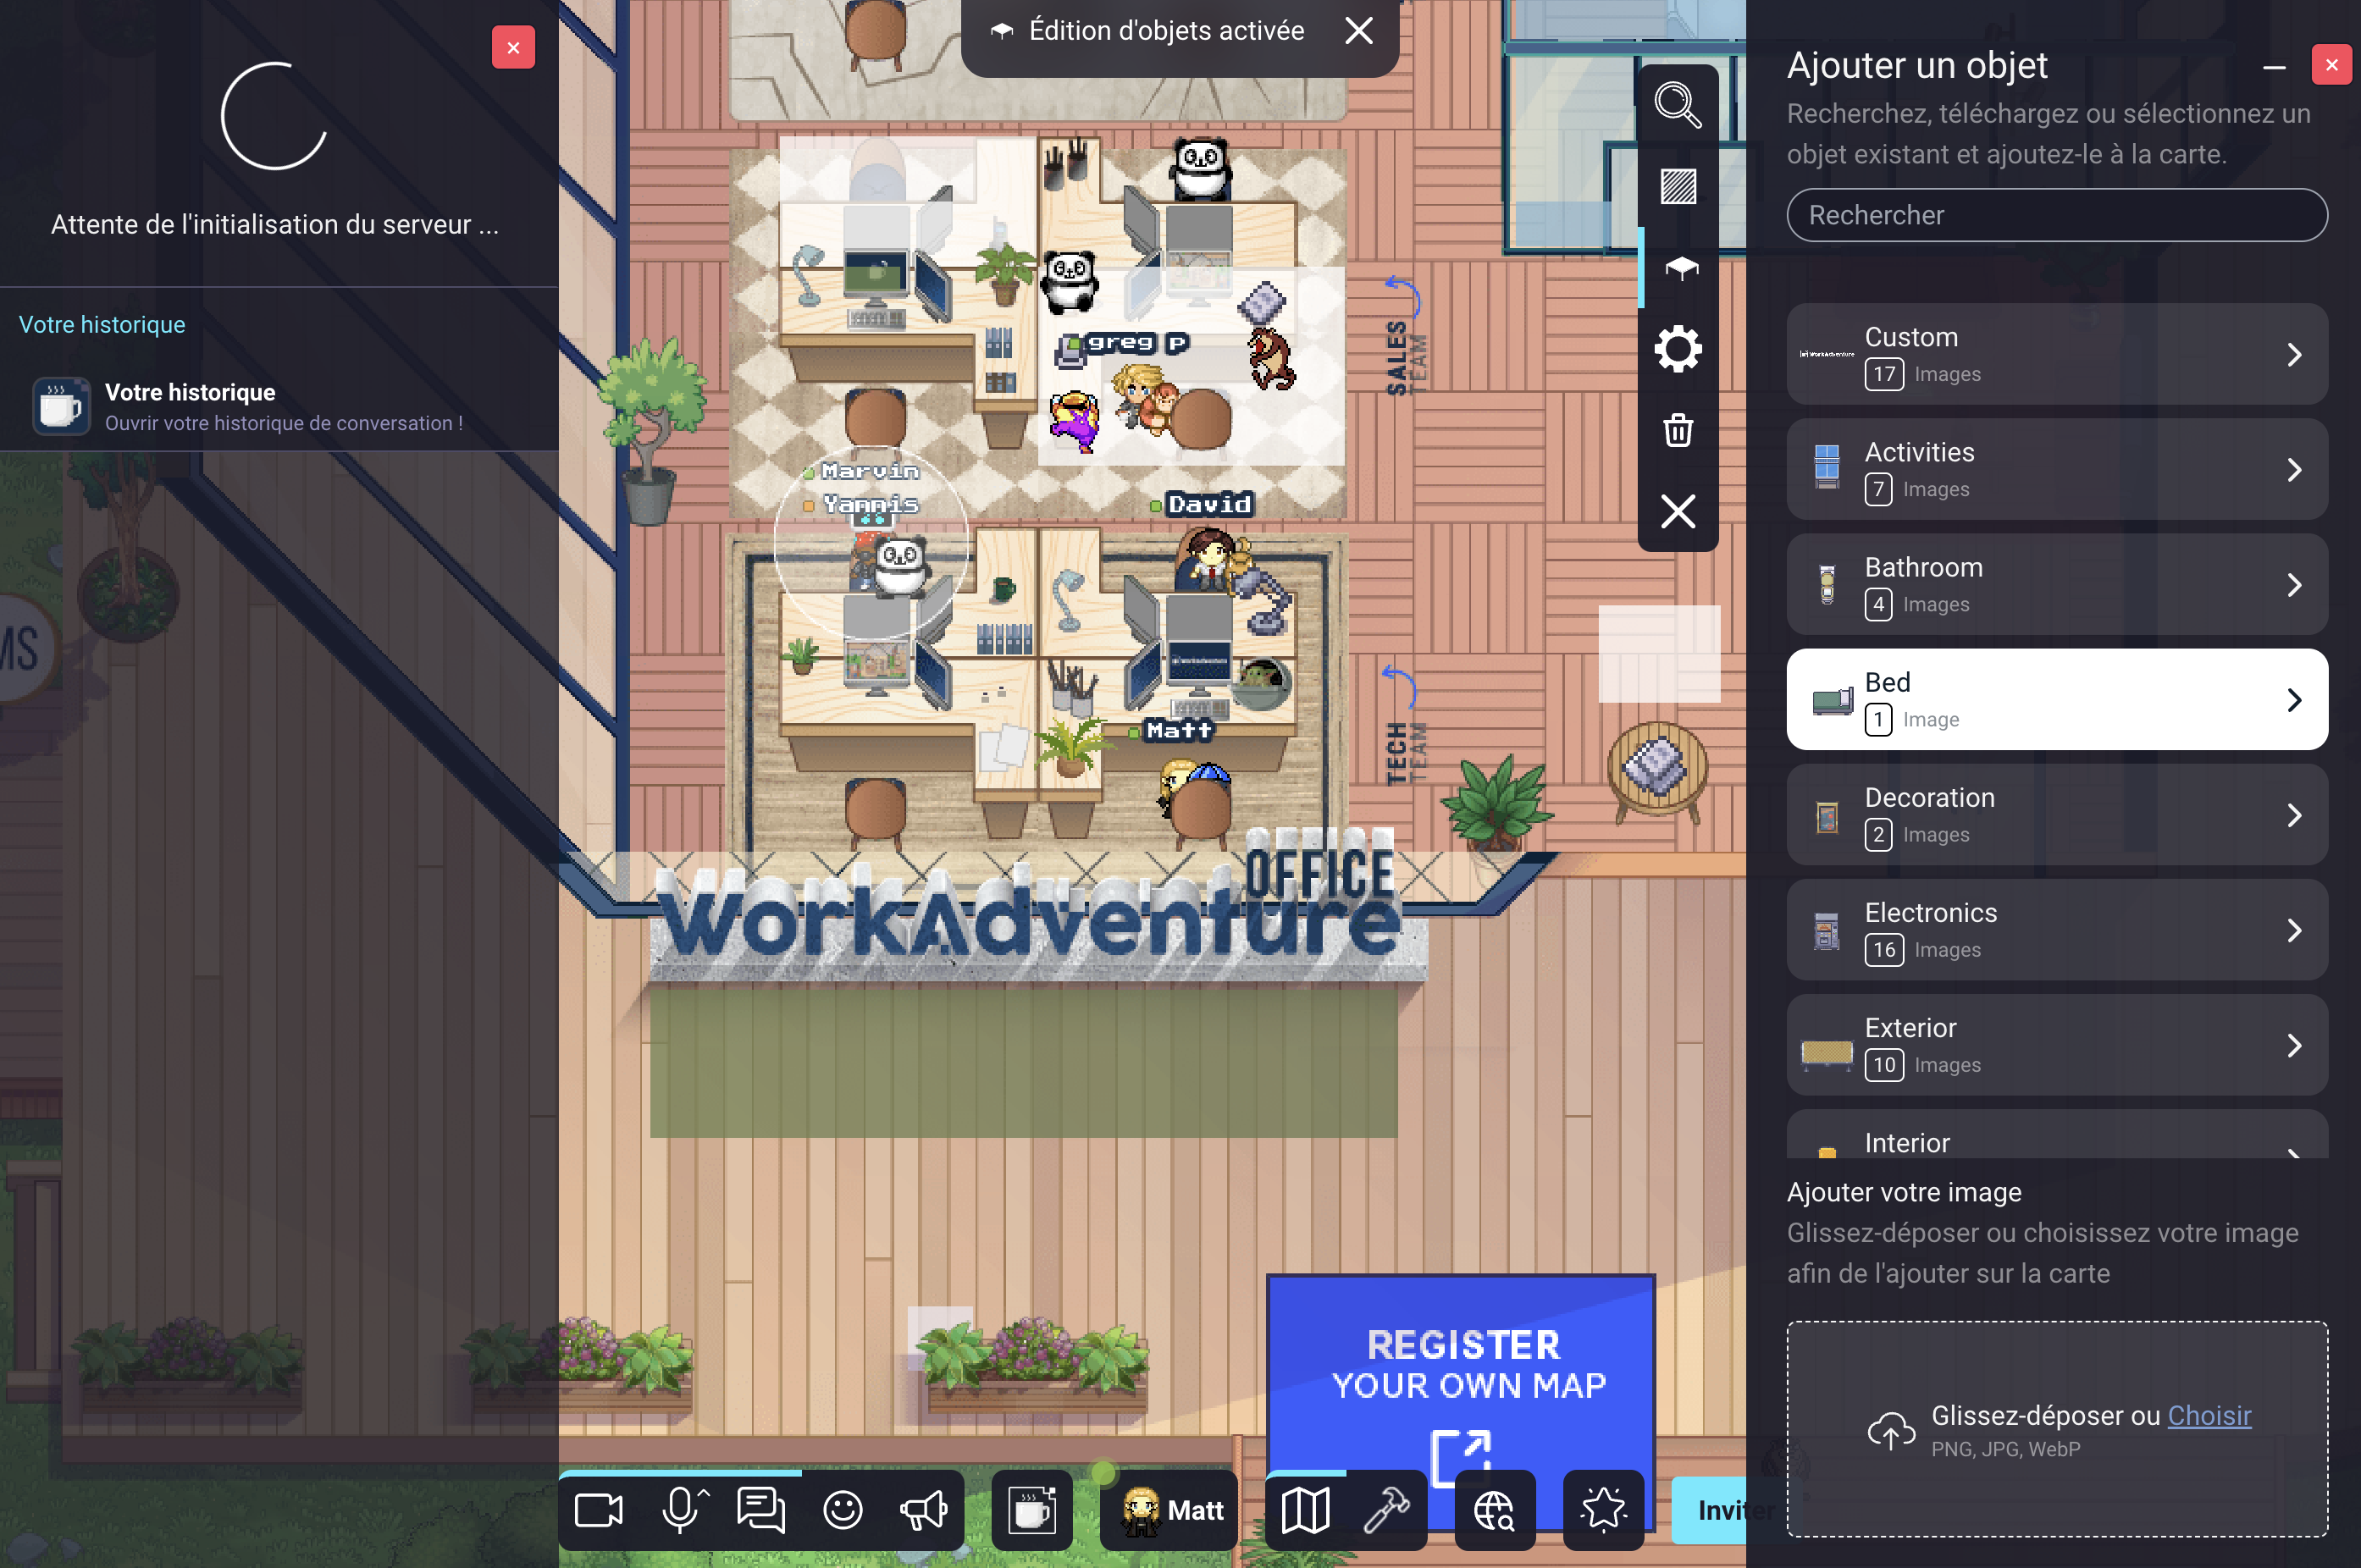 Attente de l'initialisation du serveur ...
Votre historique
Votre historique
Ouvrir votre historique de conversation !
MS
Édition d'objets activée
greg p
Marvin
Yannis
David
Matt
SALES
TEAM
TECH
TEAM
OFFICE
WorkAdventure
REGISTER
YOUR OWN MAP
Matt
Inviter
Ajouter un objet
Recherchez, téléchargez ou sélectionnez un
objet existant et ajoutez-le à la carte.
Rechercher
WorkAdventure
Custom
17 Images
Activities
7 Images
Bathroom
4 Images
Bed
1 Image
Decoration
2 Images
Electronics
16 Images
Exterior
10 Images
Interior
Ajouter votre image
Glissez-déposer ou choisissez votre image
afin de l'ajouter sur la carte
Glissez-déposer ou Choisir
PNG, JPG, WebP